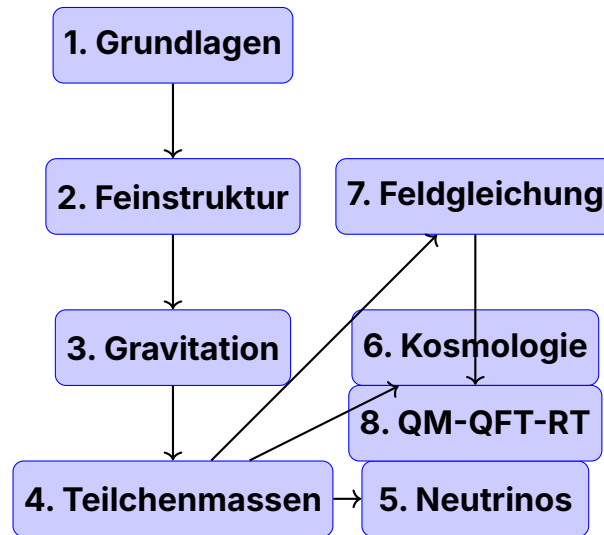 1. Grundlagen
2. Feinstruktur
7. Feldgleichung
3. Gravitation
6. Kosmologie
8. QM-QFT-RT
4. Teilchenmassen
5. Neutrinos